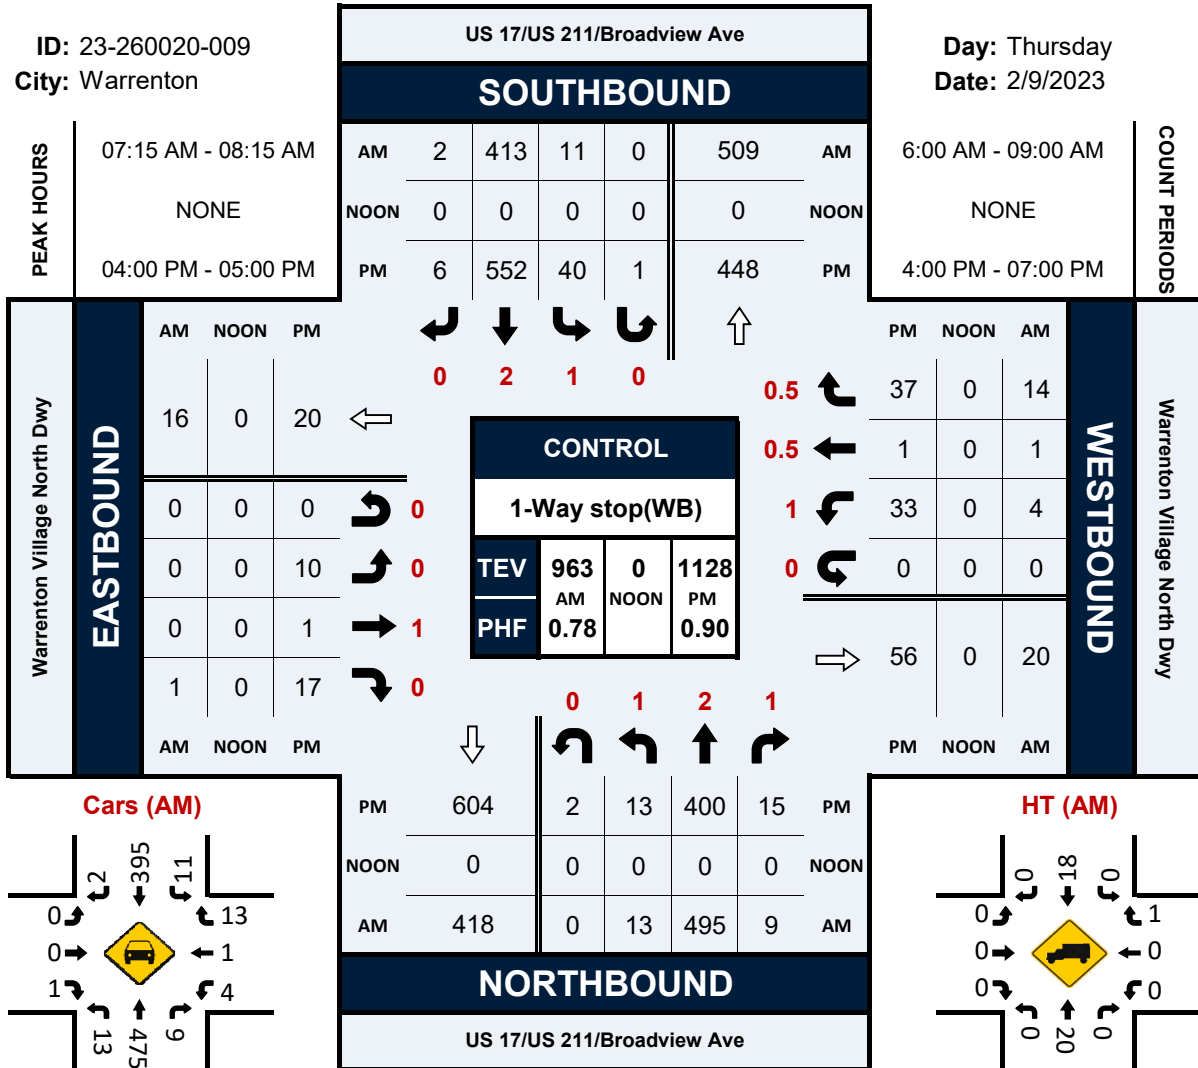 ID: 23-260020-009
City: Warrenton
US 17/US 211/Broadview Ave
SOUTHBOUND
Day: Thursday
Date: 2/9/2023
PEAK HOURS
07:15 AM - 08:15 AM
NONE
04:00 PM - 05:00 PM
AM 2 413 11 0 509 AM
NOON 0 0 0 0 0 NOON
PM 6 552 40 1 448 PM
6:00 AM - 09:00 AM
NONE
4:00 PM - 07:00 PM
COUNT PERIODS
0 2 1 0
Warrenton Village North Dwy
EASTBOUND
AM NOON PM
16 0 20
0 0 0 0
0 0 10 0
0 0 1 1
1 0 17 0
AM NOON PM
CONTROL
1-Way stop(WB)
TEV 963 0 1128
AM NOON PM
PHF 0.78 0.90
PM NOON AM
0.5 37 0 14
0.5 1 0 1
1 33 0 4
0 0 0 0
56 0 20
PM NOON AM
WESTBOUND
Warrenton Village North Dwy
0 1 2 1
PM 604 2 13 400 15 PM
NOON 0 0 0 0 0 NOON
AM 418 0 13 495 9 AM
NORTHBOUND
US 17/US 211/Broadview Ave
Cars (AM)
2 395 11
0 13
0 1
1 4
13 475 9
HT (AM)
0 18 0
0 1
0 0
0 0
0 20 0